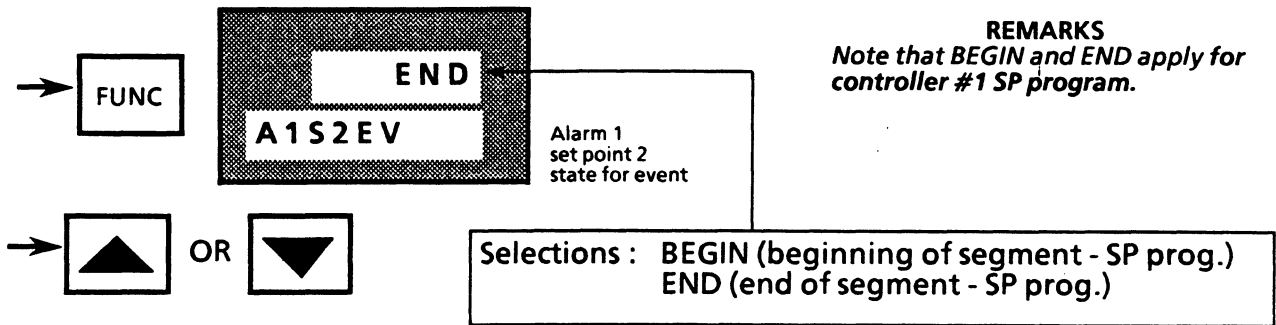 REMARKS
Note that BEGIN and END apply for
controller #1 SP program.
FUNC
END
A1S2EV
Alarm 1
set point 2
state for event
OR
Selections : BEGIN (beginning of segment - SP prog.)
END (end of segment - SP prog.)